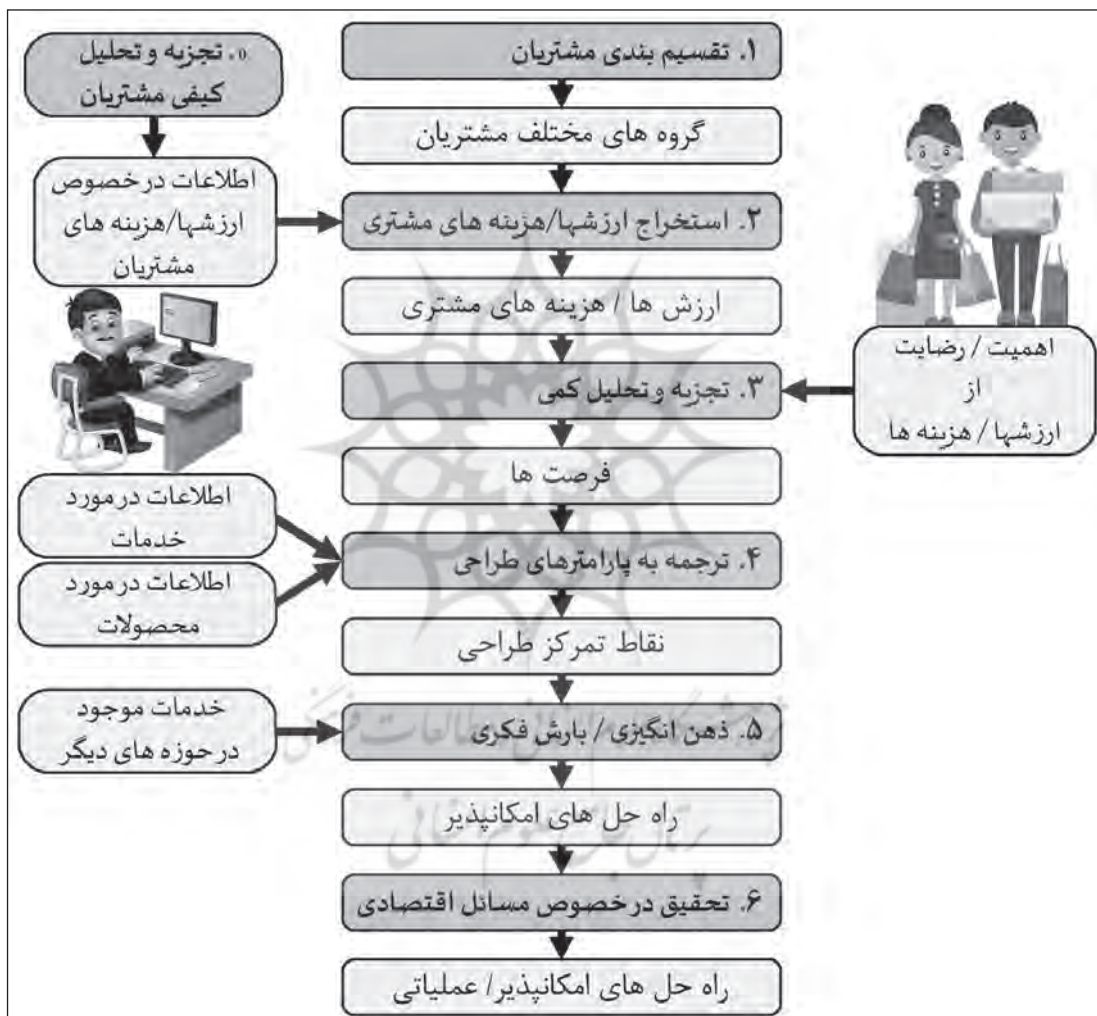 ۱. تقسیم بندی مشتریان
گروه های مختلف مشتریان
۰. تجزیه و تحلیل
کیفی مشتریان
اطلاعات در خصوص
ارزشها/هزینه های
مشتریان
۲. استخراج ارزشها/هزینه های مشتری
ارزش ها / هزینه های مشتری
۳. تجزیه و تحلیل کمی
اهمیت / رضایت
از
ارزشها / هزینه ها
فرصت ها
اطلاعات در مورد
خدمات
اطلاعات در مورد
محصولات
۴. ترجمه به پارامترهای طراحی
نقاط تمرکز طراحی
خدمات موجود
در حوزه های دیگر
۵. ذهن انگیزی / بارش فکری
راه حل های امکانپذیر
۶. تحقیق در خصوص مسائل اقتصادی
راه حل های امکانپذیر/ عملیاتی